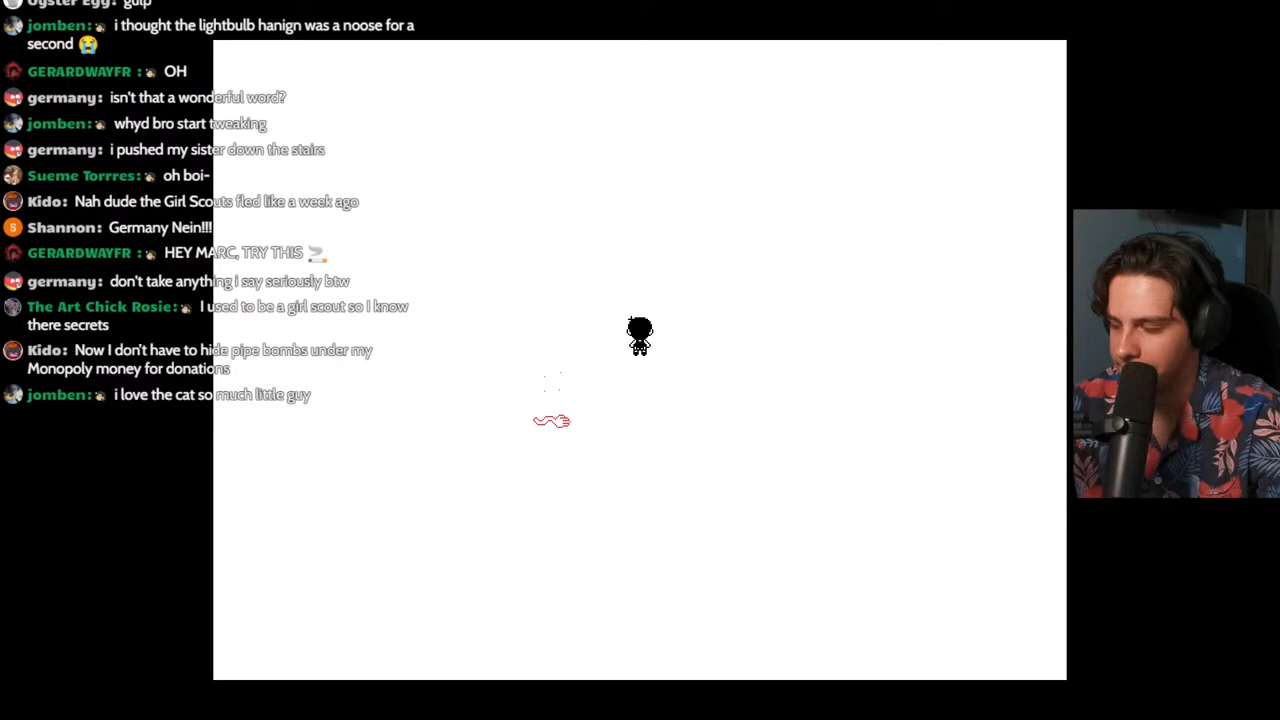 Oyster Egg: gulp
jomben: i thought the lightbulb hanign was a noose for a
second 😭
GERARDWAYFR : OH
germany: isn't that a wonderful word?
jomben: whyd bro start tweaking
germany: i pushed my sister down the stairs
Sueme Torrres: oh boi-
Kido: Nah dude the Girl Scouts fled like a week ago
S Shannon: Germany Nein!!!
GERARDWAYFR : HEY MARC, TRY THIS 🚬
germany: don't take anything i say seriously btw
The Art Chick Rosie: I used to be a girl scout so I know
there secrets
Kido: Now I don't have to hide pipe bombs under my
Monopoly money for donations
jomben: i love the cat so much little guy